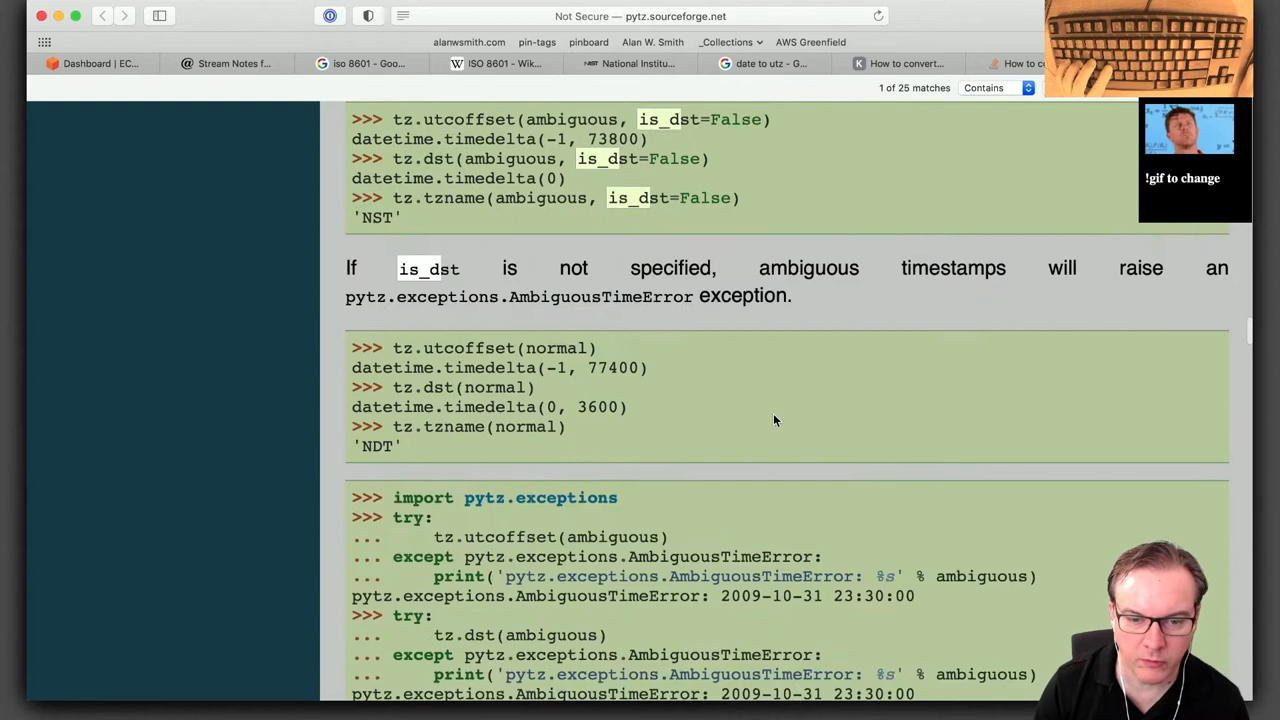 Not Secure — pytz.sourceforge.net
alanwsmith.com pin-tags pinboard Alan W. Smith _Collections AWS Greenfield
Dashboard | EC... Stream Notes f... iso 8601 - Goo... ISO 8601 - Wik... National Institu... date to utz - G... How to convert... How to co
1 of 25 matches Contains
>>> tz.utcoffset(ambiguous, is_dst=False)
datetime.timedelta(-1, 73800)
>>> tz.dst(ambiguous, is_dst=False)
datetime.timedelta(0)
>>> tz.tzname(ambiguous, is_dst=False)
'NST'
!gif to change
If is_dst is not specified, ambiguous timestamps will raise an
pytz.exceptions.AmbiguousTimeError exception.
>>> tz.utcoffset(normal)
datetime.timedelta(-1, 77400)
>>> tz.dst(normal)
datetime.timedelta(0, 3600)
>>> tz.tzname(normal)
'NDT'
>>> import pytz.exceptions
>>> try:
... tz.utcoffset(ambiguous)
... except pytz.exceptions.AmbiguousTimeError:
... print('pytz.exceptions.AmbiguousTimeError: %s' % ambiguous)
pytz.exceptions.AmbiguousTimeError: 2009-10-31 23:30:00
>>> try:
... tz.dst(ambiguous)
... except pytz.exceptions.AmbiguousTimeError:
... print('pytz.exceptions.AmbiguousTimeError: %s' % ambiguous)
pytz.exceptions.AmbiguousTimeError: 2009-10-31 23:30:00